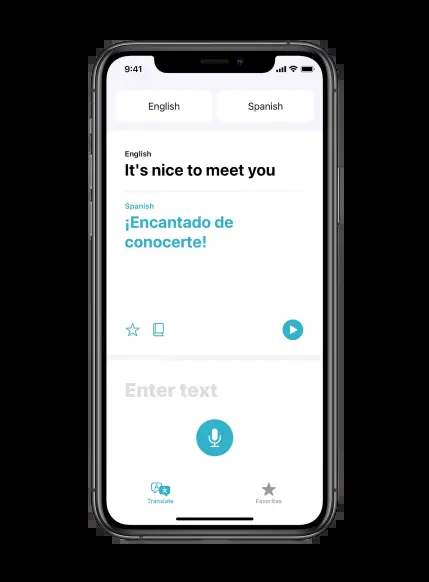 9:41
English
Spanish
English
It's nice to meet you
Spanish
¡Encantado de
conocerte!
Enter text
Translate
Favorites